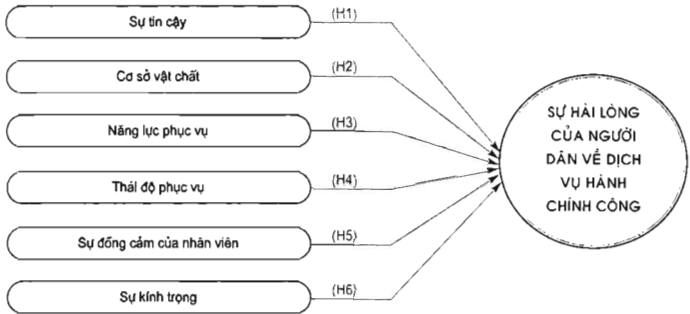 Sự tin cậy
(H1)
Cơ sở vật chất
(H2)
Năng lực phục vụ
(H3)
Thái độ phục vụ
(H4)
Sự đồng cảm của nhân viên
(H5)
Sự kính trọng
(H6)
SỰ HÀI LÒNG
CỦA NGƯỜI
DÂN VỀ DỊCH
VỤ HÀNH
CHÍNH CÔNG